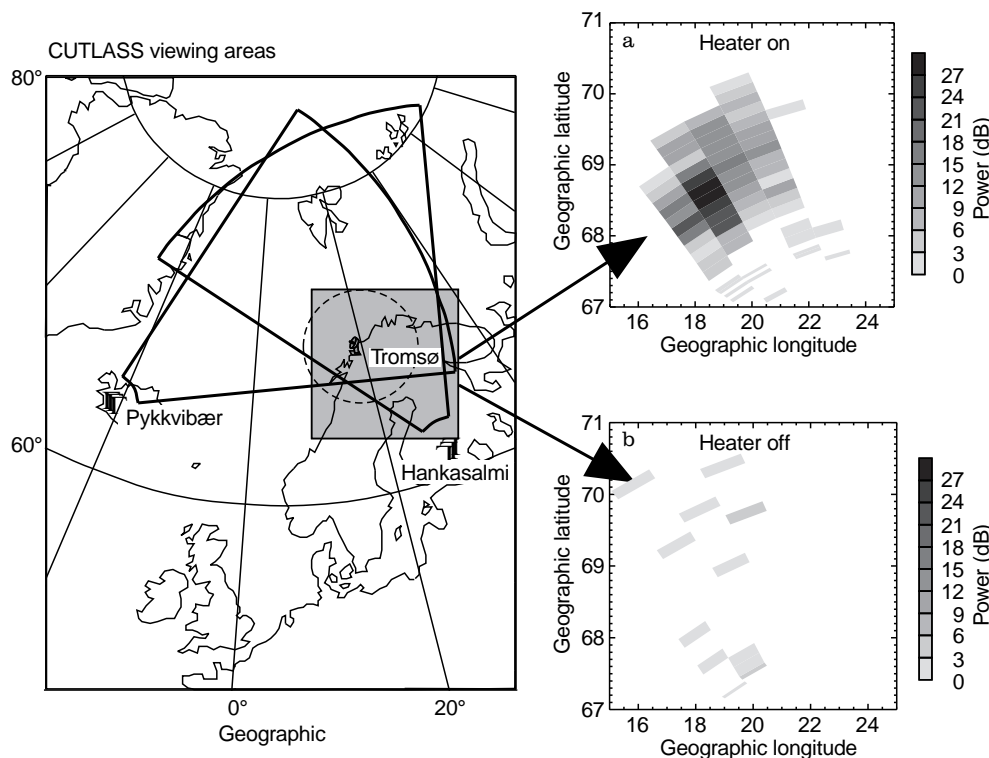 CUTLASS viewing areas
80°
60°
Tromsø
Pykkvibær
Hankasalmi
0°
20°
Geographic
a
Heater on
71
70
69
68
67
Geographic latitude
16
18
20
22
24
Geographic longitude
27
24
21
18
15
12
9
6
3
0
Power (dB)
b
Heater off
71
70
69
68
67
Geographic latitude
16
18
20
22
24
Geographic longitude
27
24
21
18
15
12
9
6
3
0
Power (dB)